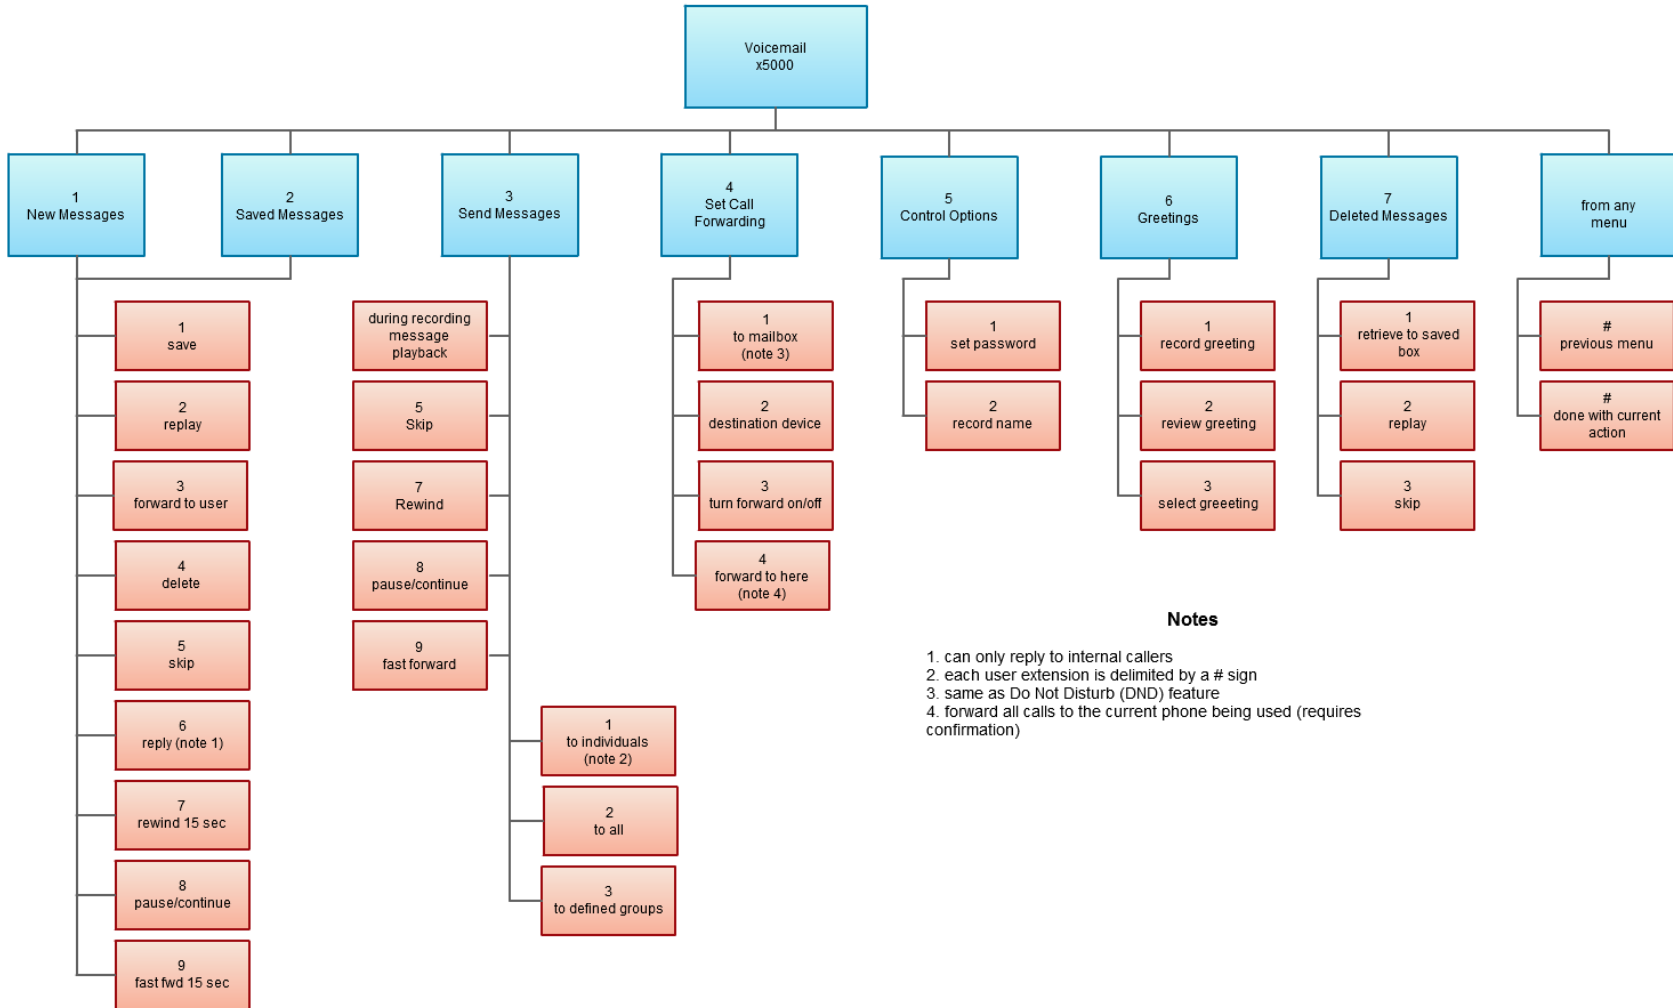 Voicemail
x5000
1
New Messages
2
Saved Messages
3
Send Messages
4
Set Call
Forwarding
5
Control Options
6
Greetings
7
Deleted Messages
from any
menu
1
save
2
replay
3
forward to user
4
delete
5
skip
6
reply (note 1)
7
rewind 15 sec
8
pause/continue
9
fast fwd 15 sec
during recording
message
playback
5
Skip
7
Rewind
8
pause/continue
9
fast forward
1
to individuals
(note 2)
2
to all
3
to defined groups
1
to mailbox
(note 3)
2
destination device
3
turn forward on/off
4
forward to here
(note 4)
1
set password
2
record name
1
record greeting
2
review greeting
3
select greeeting
1
retrieve to saved
box
2
replay
3
skip
#
previous menu
#
done with current
action
Notes
1. can only reply to internal callers
2. each user extension is delimited by a # sign
3. same as Do Not Disturb (DND) feature
4. forward all calls to the current phone being used (requires
confirmation)